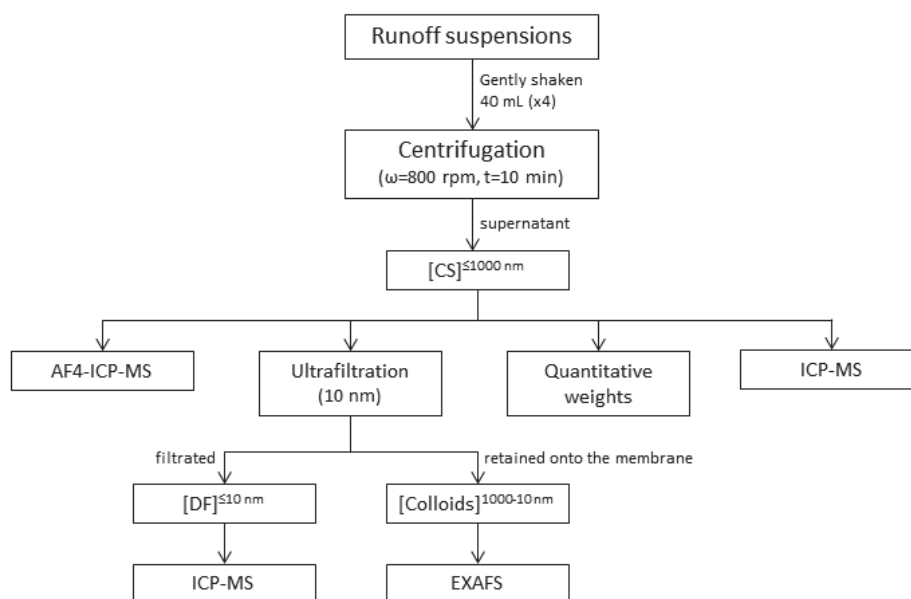 Runoff suspensions
Gently shaken
40 mL (x4)
Centrifugation
(ω=800 rpm, t=10 min)
supernatant
[CS]≤1000 nm
AF4-ICP-MS
Ultrafiltration
(10 nm)
Quantitative
weights
ICP-MS
filtrated
retained onto the membrane
[DF]≤10 nm
[Colloids]1000-10 nm
ICP-MS
EXAFS